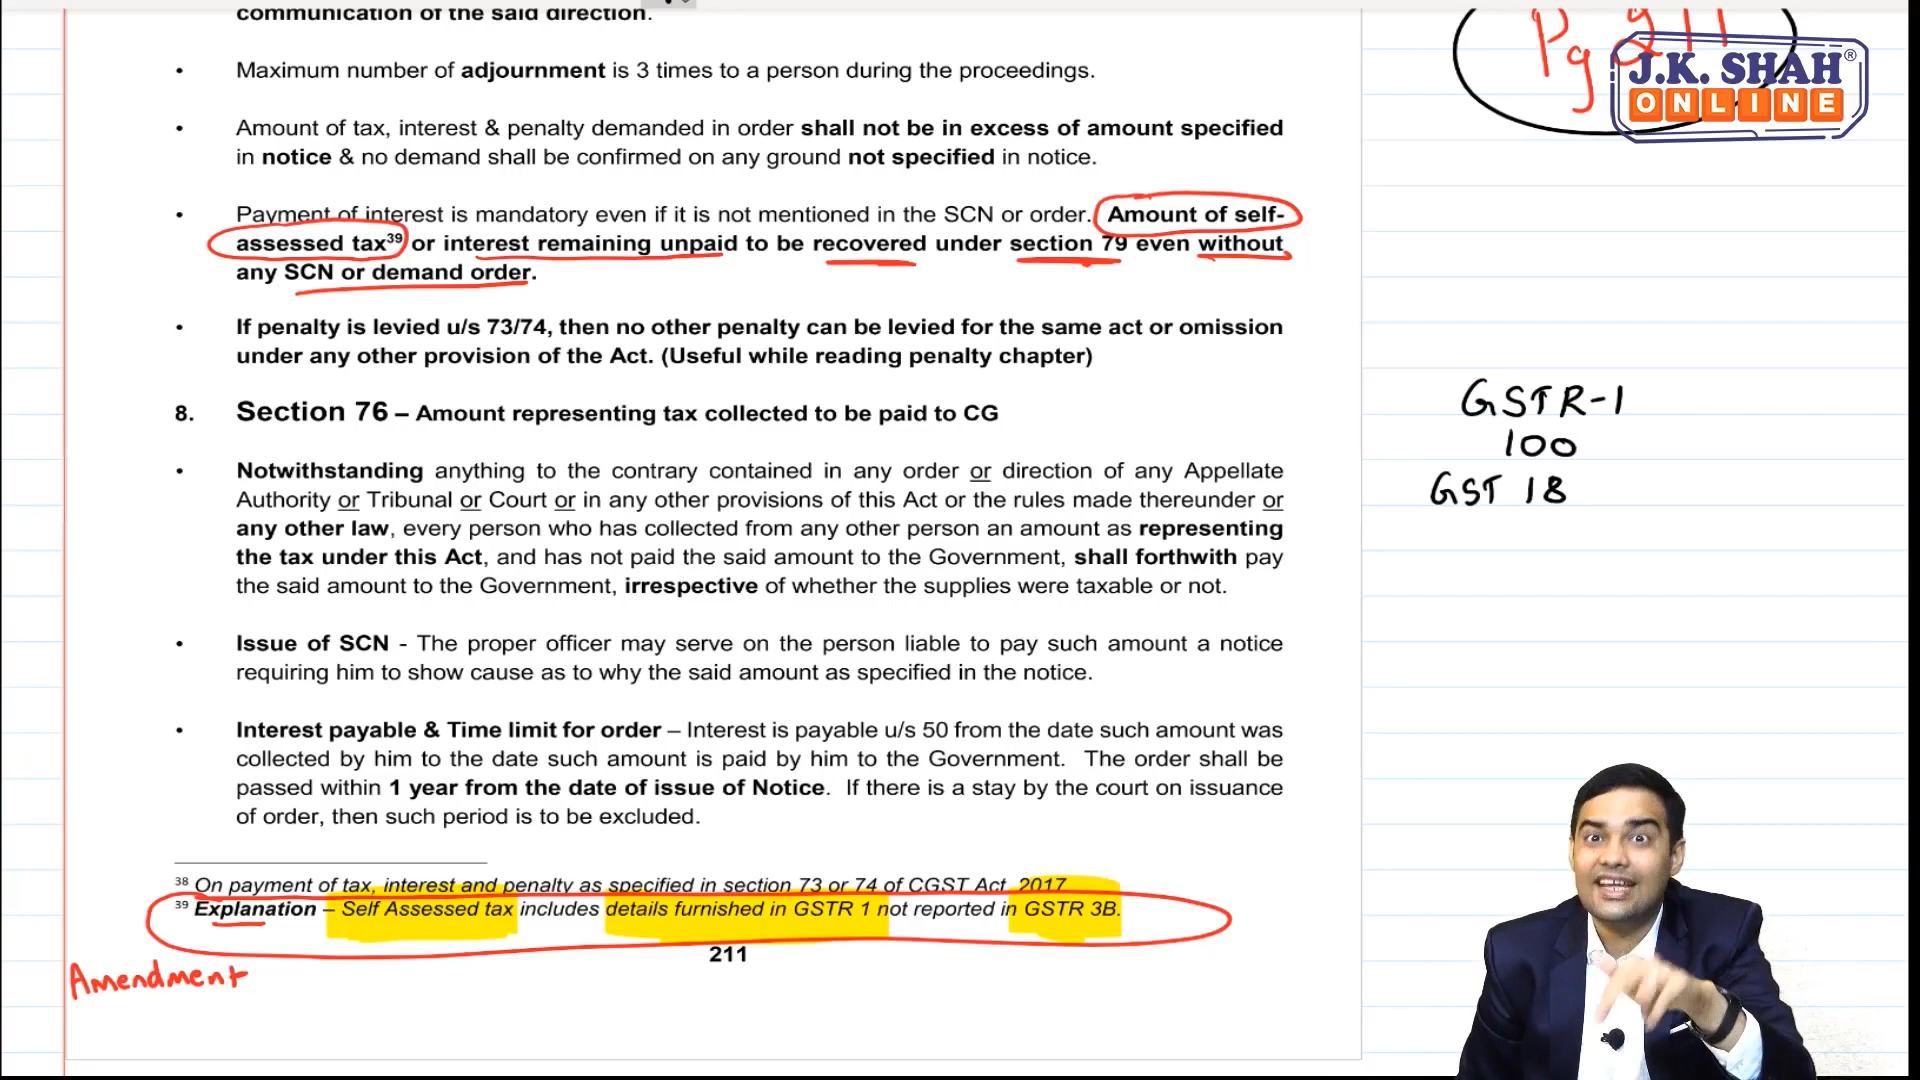 communication of the said direction.
Pg 211
J.K. SHAH®
ONLINE
• Maximum number of adjournment is 3 times to a person during the proceedings.
• Amount of tax, interest & penalty demanded in order shall not be in excess of amount specified
in notice & no demand shall be confirmed on any ground not specified in notice.
• Payment of interest is mandatory even if it is not mentioned in the SCN or order. Amount of self-
assessed tax³⁹ or interest remaining unpaid to be recovered under section 79 even without
any SCN or demand order.
• If penalty is levied u/s 73/74, then no other penalty can be levied for the same act or omission
under any other provision of the Act. (Useful while reading penalty chapter)
8. Section 76 – Amount representing tax collected to be paid to CG
• Notwithstanding anything to the contrary contained in any order or direction of any Appellate
Authority or Tribunal or Court or in any other provisions of this Act or the rules made thereunder or
any other law, every person who has collected from any other person an amount as representing
the tax under this Act, and has not paid the said amount to the Government, shall forthwith pay
the said amount to the Government, irrespective of whether the supplies were taxable or not.
• Issue of SCN - The proper officer may serve on the person liable to pay such amount a notice
requiring him to show cause as to why the said amount as specified in the notice.
• Interest payable & Time limit for order – Interest is payable u/s 50 from the date such amount was
collected by him to the date such amount is paid by him to the Government. The order shall be
passed within 1 year from the date of issue of Notice. If there is a stay by the court on issuance
of order, then such period is to be excluded.
³⁸ On payment of tax, interest and penalty as specified in section 73 or 74 of CGST Act, 2017
³⁹ Explanation – Self Assessed tax includes details furnished in GSTR 1 not reported in GSTR 3B.
211
Amendment
GSTR-1
100
GST 18